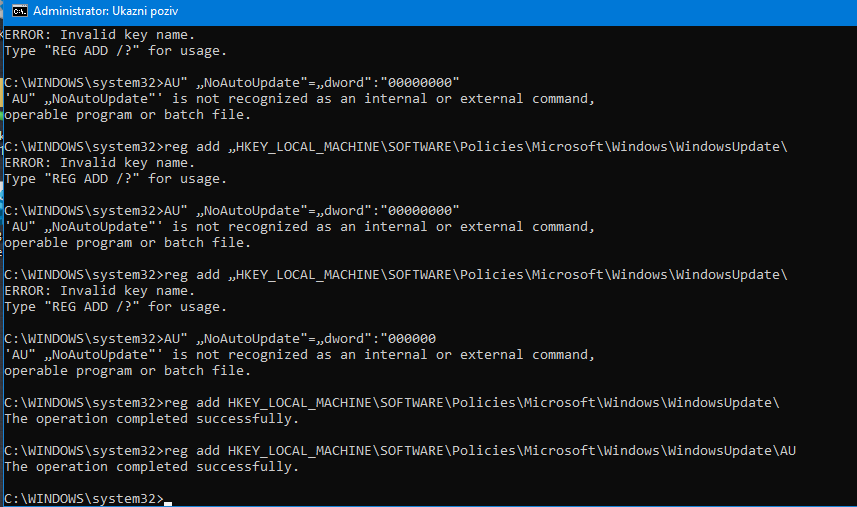 Administrator: Ukazni poziv
ERROR: Invalid key name.
Type "REG ADD /?" for usage.
C:\WINDOWS\system32>AU" „NoAutoUpdate"=„dword":"00000000"
'AU" „NoAutoUpdate"' is not recognized as an internal or external command,
operable program or batch file.
C:\WINDOWS\system32>reg add „HKEY_LOCAL_MACHINE\SOFTWARE\Policies\Microsoft\Windows\WindowsUpdate\
ERROR: Invalid key name.
Type "REG ADD /?" for usage.
C:\WINDOWS\system32>AU" „NoAutoUpdate"=„dword":"00000000"
'AU" „NoAutoUpdate"' is not recognized as an internal or external command,
operable program or batch file.
C:\WINDOWS\system32>reg add „HKEY_LOCAL_MACHINE\SOFTWARE\Policies\Microsoft\Windows\WindowsUpdate\
ERROR: Invalid key name.
Type "REG ADD /?" for usage.
C:\WINDOWS\system32>AU" „NoAutoUpdate"=„dword":"000000
'AU" „NoAutoUpdate"' is not recognized as an internal or external command,
operable program or batch file.
C:\WINDOWS\system32>reg add HKEY_LOCAL_MACHINE\SOFTWARE\Policies\Microsoft\Windows\WindowsUpdate\
The operation completed successfully.
C:\WINDOWS\system32>reg add HKEY_LOCAL_MACHINE\SOFTWARE\Policies\Microsoft\Windows\WindowsUpdate\AU
The operation completed successfully.
C:\WINDOWS\system32>